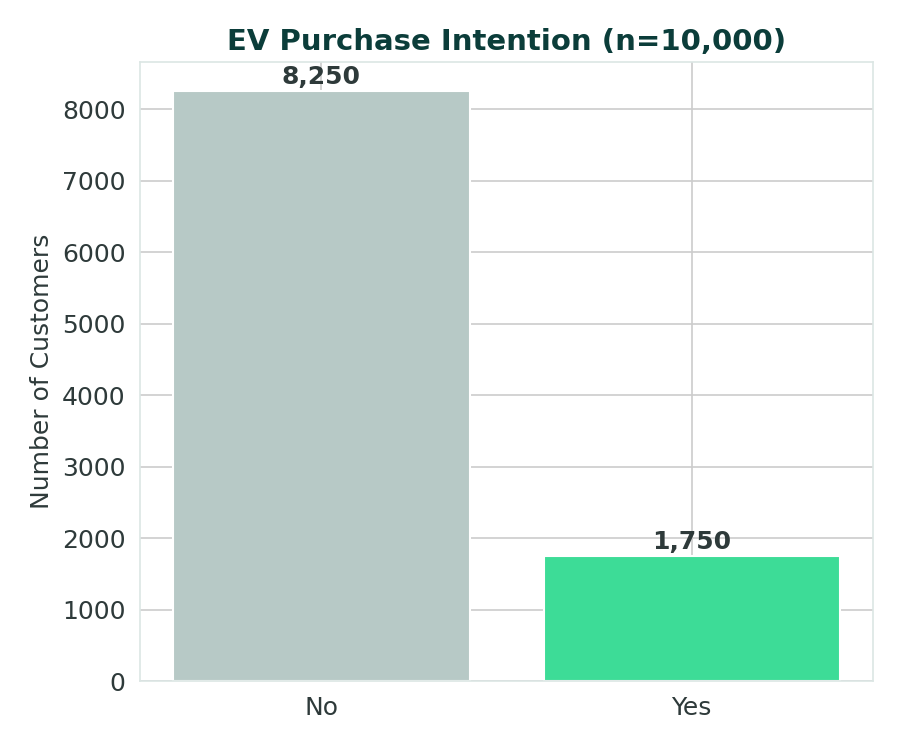 EV Purchase Intention (n=10,000)
8,250
8000
7000
6000
5000
4000
3000
2000
1000
0
Number of Customers
1,750
No
Yes